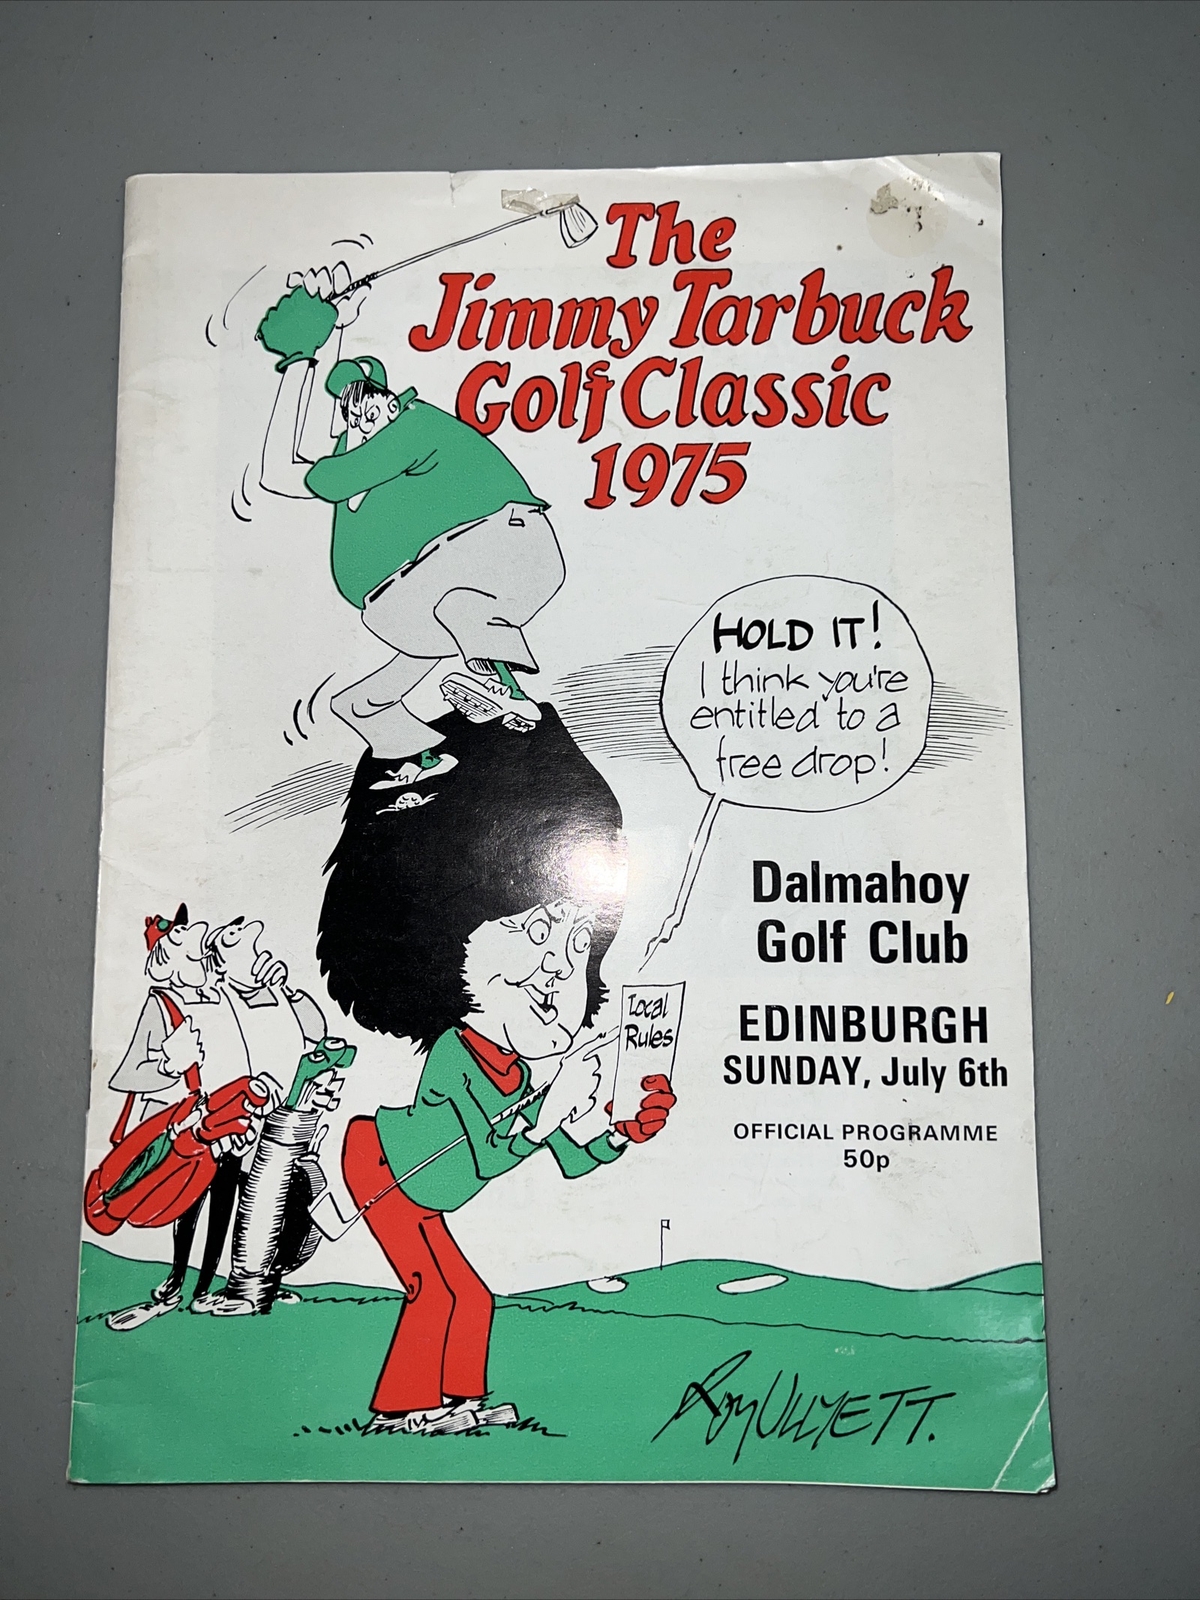 The
Jimmy Tarbuck
Golf Classic
1975
HOLD IT!
I think you're
entitled to a
free drop!
Dalmahoy
Golf Club
Local
Rules
EDINBURGH
SUNDAY, July 6th
OFFICIAL PROGRAMME
50p
Roy ULLYETT.